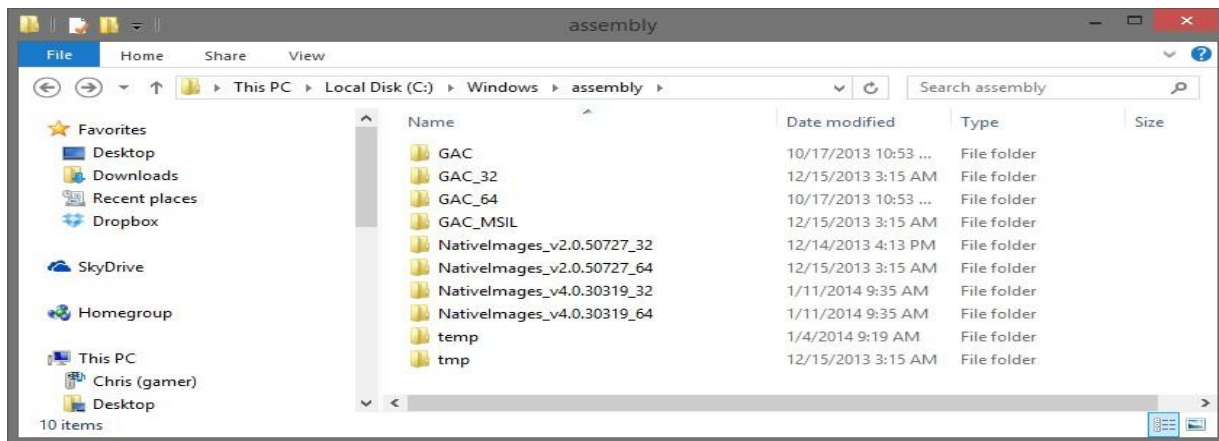 assembly
File Home Share View
This PC Local Disk (C:) Windows assembly
Search assembly
Favorites
Desktop
Downloads
Recent places
Dropbox
SkyDrive
Homegroup
This PC
Chris (gamer)
Desktop
Name Date modified Type Size
GAC 10/17/2013 10:53 ... File folder
GAC_32 12/15/2013 3:15 AM File folder
GAC_64 10/17/2013 10:53 ... File folder
GAC_MSIL 12/15/2013 3:15 AM File folder
NativeImages_v2.0.50727_32 12/14/2013 4:13 PM File folder
NativeImages_v2.0.50727_64 12/15/2013 3:15 AM File folder
NativeImages_v4.0.30319_32 1/11/2014 9:35 AM File folder
NativeImages_v4.0.30319_64 1/11/2014 9:35 AM File folder
temp 1/4/2014 9:19 AM File folder
tmp 12/15/2013 3:15 AM File folder
10 items